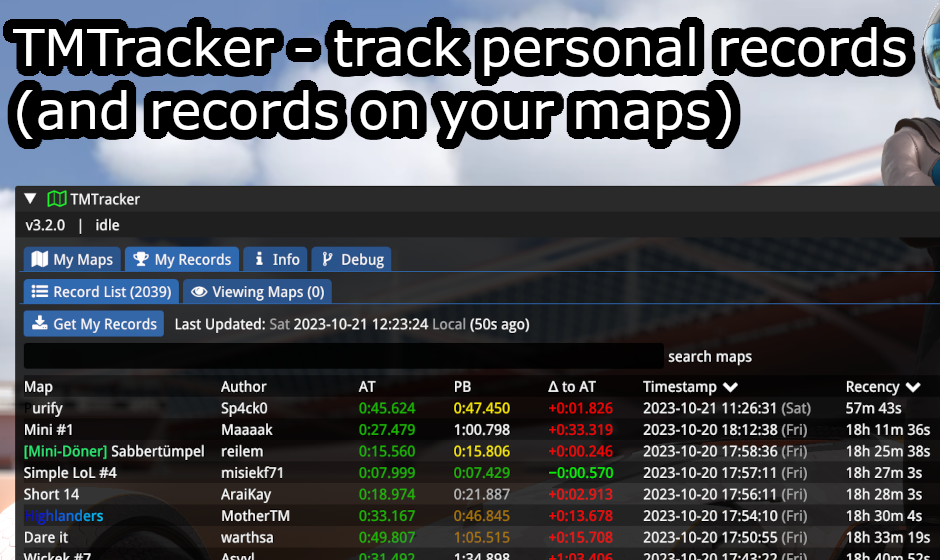 TMTracker - track personal records
(and records on your maps)
TMTracker
v3.2.0 | idle
My Maps My Records Info Debug
Record List (2039) Viewing Maps (0)
Get My Records Last Updated: Sat 2023-10-21 12:23:24 Local (50s ago)
search maps
Map Author AT PB Δ to AT Timestamp Recency
Purify Sp4ck0 0:45.624 0:47.450 +0:01.826 2023-10-21 11:26:31 (Sat) 57m 43s
Mini #1 Maaaak 0:27.479 1:00.798 +0:33.319 2023-10-20 18:12:38 (Fri) 18h 11m 36s
[Mini-Döner] Sabbertümpel reilem 0:15.560 0:15.806 +0:00.246 2023-10-20 17:58:36 (Fri) 18h 25m 38s
Simple LoL #4 misiekf71 0:07.999 0:07.429 −0:00.570 2023-10-20 17:57:11 (Fri) 18h 27m 3s
Short 14 AraiKay 0:18.974 0:21.887 +0:02.913 2023-10-20 17:56:11 (Fri) 18h 28m 3s
Highlanders MotherTM 0:33.167 0:46.845 +0:13.678 2023-10-20 17:54:10 (Fri) 18h 30m 4s
Dare it warthsa 0:49.807 1:05.515 +0:15.708 2023-10-20 17:50:55 (Fri) 18h 33m 19s
Wickek #7 Asyyl 0:31.492 1:34.898 +1:03.406 2023-10-20 17:43:22 (Fri) 18h 40m 52s